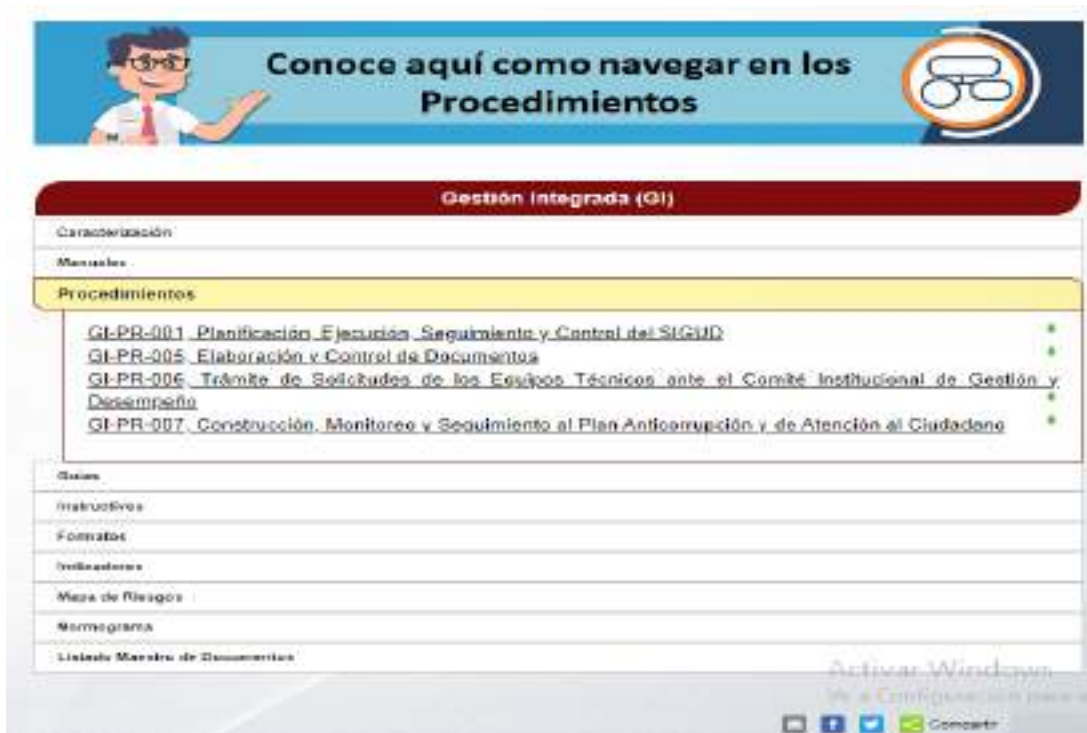 Conoce aquí como navegar en los
Procedimientos
Gestión Integrada (GI)
Caracterización
Manuales
Procedimientos
GI-PR-001, Planificación, Ejecución, Seguimiento y Control del SIGUD
GI-PR-005, Elaboración y Control de Documentos
GI-PR-006, Trámite de Solicitudes de los Equipos Técnicos ante el Comité Institucional de Gestión y
Desempeño
GI-PR-007, Construcción, Monitoreo y Seguimiento al Plan Anticorrupción y de Atención al Ciudadano
Guías
Instructivos
Formatos
Indicadores
Mapa de Riesgos
Normograma
Listado Maestro de Documentos
Activar Windows
Ve a Configuración para
Compartir